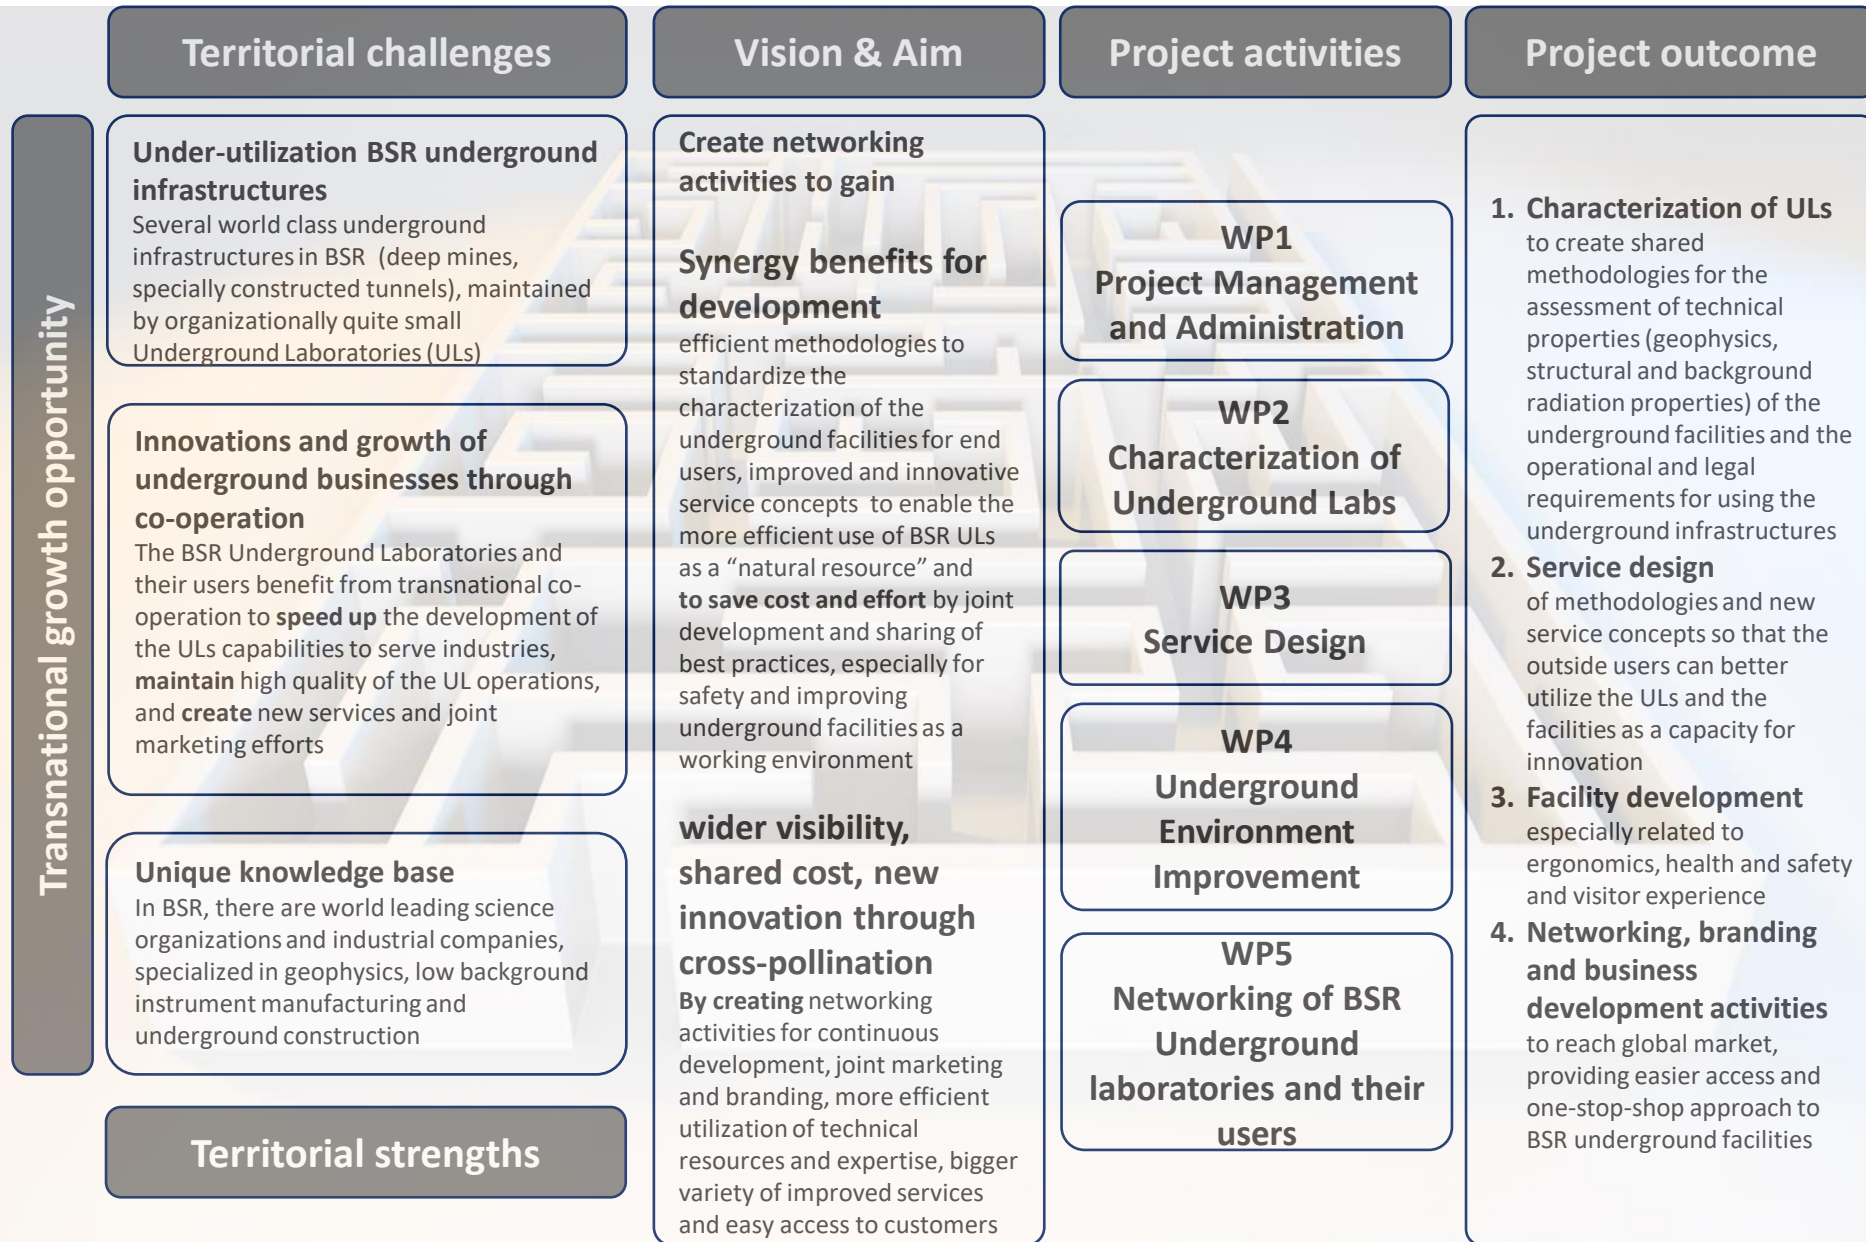 Territorial challenges
Vision & Aim
Project activities
Project outcome
Transnational growth opportunity
Under-utilization BSR underground
infrastructures
Several world class underground
infrastructures in BSR (deep mines,
specially constructed tunnels), maintained
by organizationally quite small
Underground Laboratories (ULs)
Innovations and growth of
underground businesses through
co-operation
The BSR Underground Laboratories and
their users benefit from transnational co-
operation to speed up the development of
the ULs capabilities to serve industries,
maintain high quality of the UL operations,
and create new services and joint
marketing efforts
Unique knowledge base
In BSR, there are world leading science
organizations and industrial companies,
specialized in geophysics, low background
instrument manufacturing and
underground construction
Territorial strengths
Create networking
activities to gain
Synergy benefits for
development
efficient methodologies to
standardize the
characterization of the
underground facilities for end
users, improved and innovative
service concepts to enable the
more efficient use of BSR ULs
as a “natural resource” and
to save cost and effort by joint
development and sharing of
best practices, especially for
safety and improving
underground facilities as a
working environment
wider visibility,
shared cost, new
innovation through
cross-pollination
By creating networking
activities for continuous
development, joint marketing
and branding, more efficient
utilization of technical
resources and expertise, bigger
variety of improved services
and easy access to customers
WP1
Project Management
and Administration
WP2
Characterization of
Underground Labs
WP3
Service Design
WP4
Underground
Environment
Improvement
WP5
Networking of BSR
Underground
laboratories and their
users
1. Characterization of ULs
to create shared
methodologies for the
assessment of technical
properties (geophysics,
structural and background
radiation properties) of the
underground facilities and the
operational and legal
requirements for using the
underground infrastructures
2. Service design
of methodologies and new
service concepts so that the
outside users can better
utilize the ULs and the
facilities as a capacity for
innovation
3. Facility development
especially related to
ergonomics, health and safety
and visitor experience
4. Networking, branding
and business
development activities
to reach global market,
providing easier access and
one-stop-shop approach to
BSR underground facilities